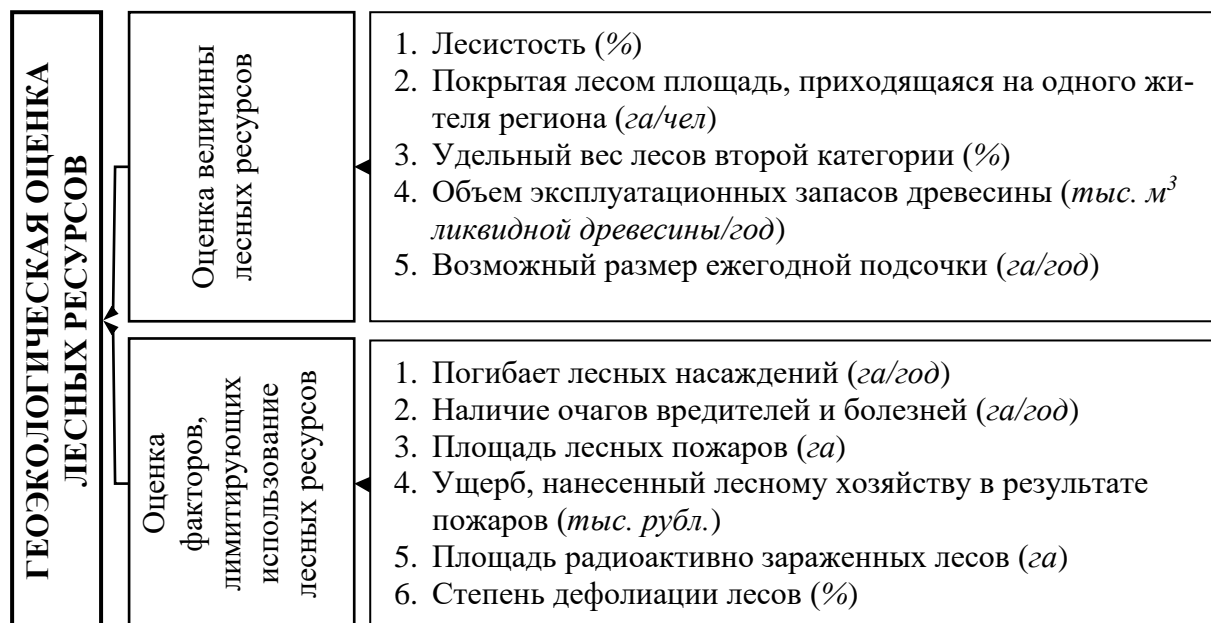 ГЕОЭКОЛОГИЧЕСКАЯ ОЦЕНКА
ЛЕСНЫХ РЕСУРСОВ
Оценка величины
лесных ресурсов
1. Лесистость (%)
2. Покрытая лесом площадь, приходящаяся на одного жи-
теля региона (га/чел)
3. Удельный вес лесов второй категории (%)
4. Объем эксплуатационных запасов древесины (тыс. м³
ликвидной древесины/год)
5. Возможный размер ежегодной подсочки (га/год)
Оценка
факторов,
лимитирующих
использование
лесных ресурсов
1. Погибает лесных насаждений (га/год)
2. Наличие очагов вредителей и болезней (га/год)
3. Площадь лесных пожаров (га)
4. Ущерб, нанесенный лесному хозяйству в результате
пожаров (тыс. рубл.)
5. Площадь радиоактивно зараженных лесов (га)
6. Степень дефолиации лесов (%)